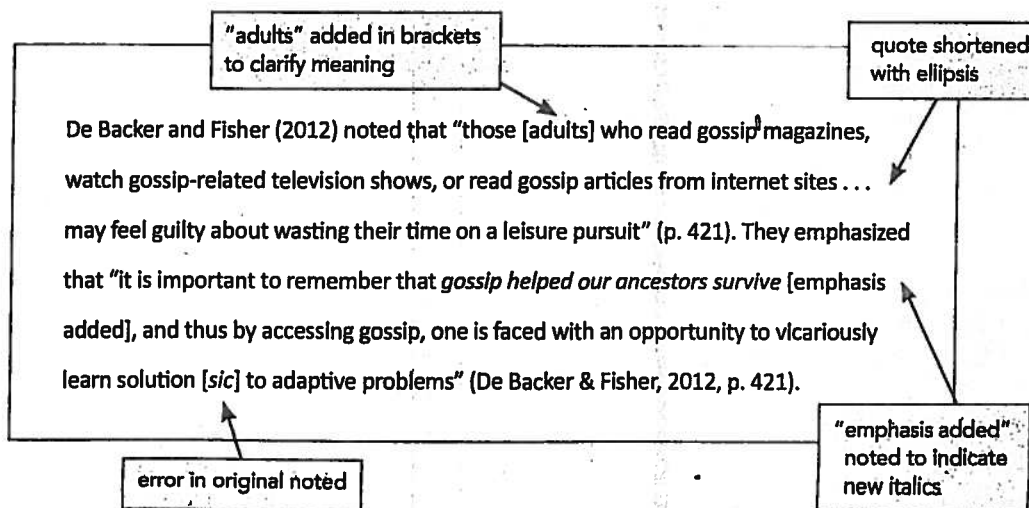 "adults" added in brackets
to clarify meaning
quote shortened
with ellipsis
De Backer and Fisher (2012) noted that "those [adults] who read gossip magazines,
watch gossip-related television shows, or read gossip articles from internet sites . . .
may feel guilty about wasting their time on a leisure pursuit" (p. 421). They emphasized
that "it is important to remember that gossip helped our ancestors survive [emphasis
added], and thus by accessing gossip, one is faced with an opportunity to vicariously
learn solution [sic] to adaptive problems" (De Backer & Fisher, 2012, p. 421).
error in original noted
"emphasis added"
noted to indicate
new italics